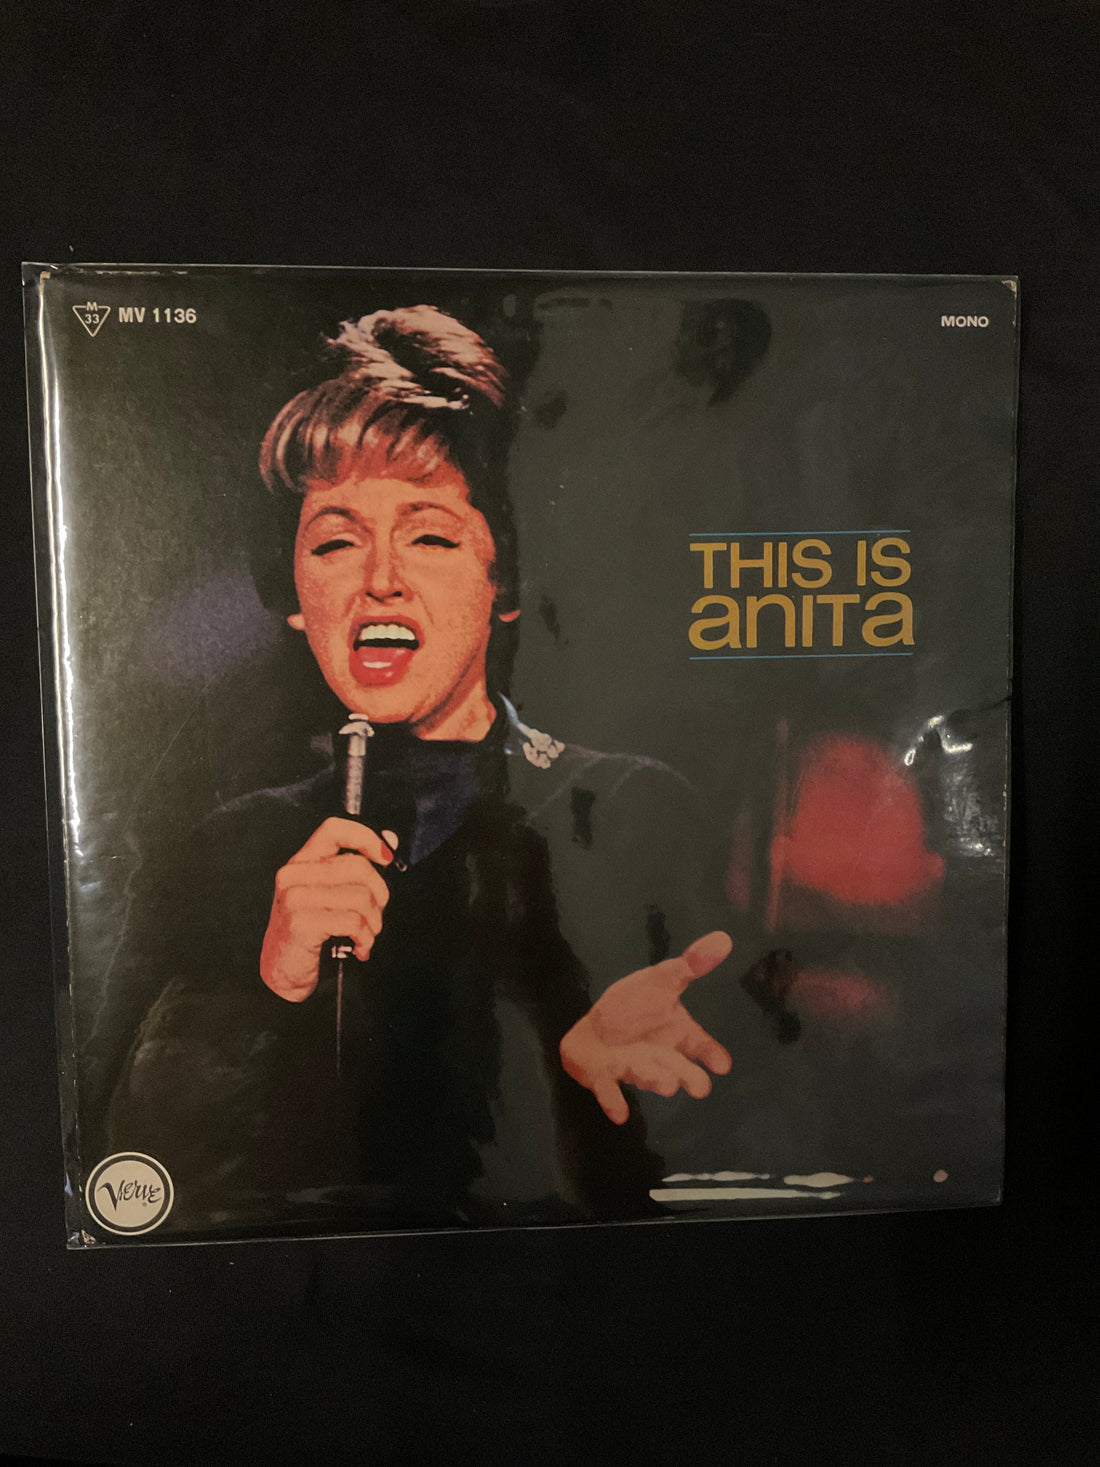 M
33
MV 1136
MONO
THIS IS
anita
Verve